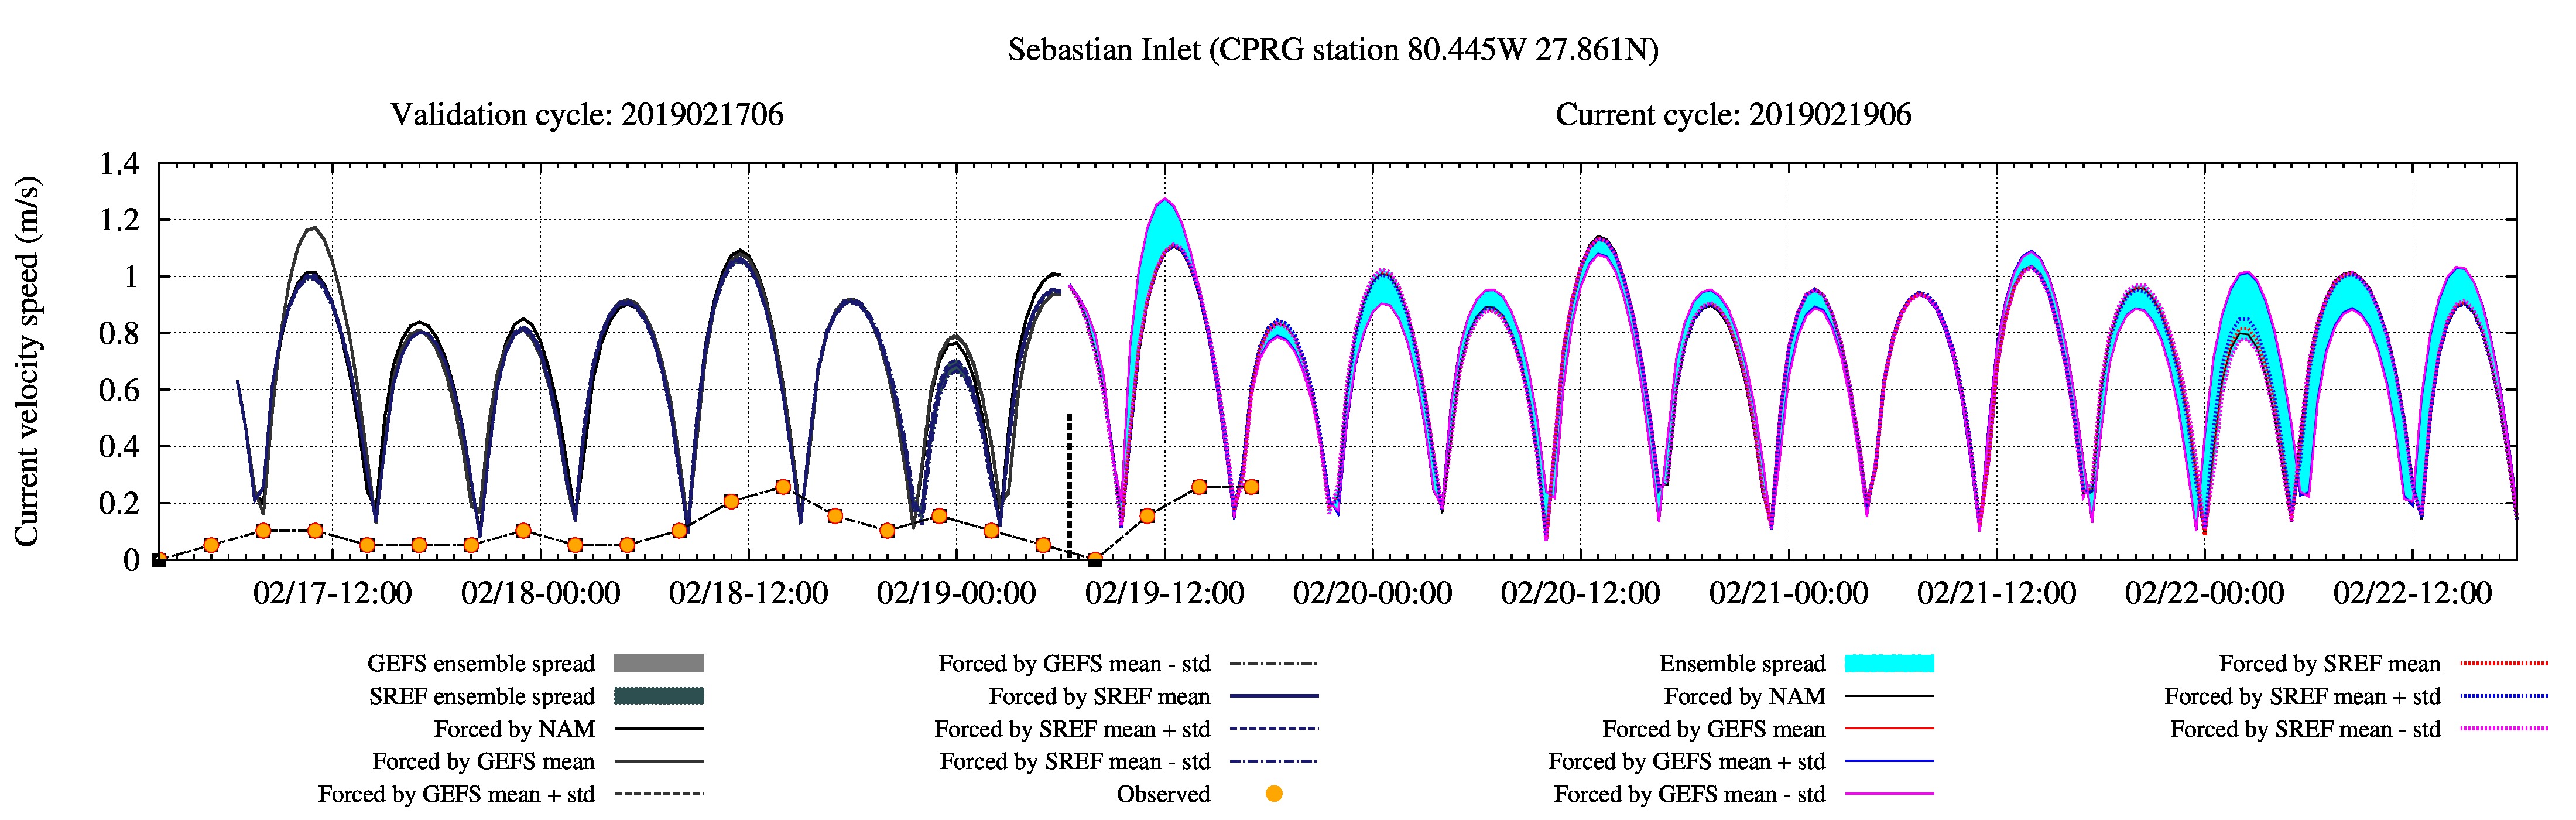 Sebastian Inlet (CPRG station 80.445W 27.861N)
Validation cycle: 2019021706
Current cycle: 2019021906
Current velocity speed (m/s)
1.4
1.2
1
0.8
0.6
0.4
0.2
0
02/17-12:00 02/18-00:00 02/18-12:00 02/19-00:00 02/19-12:00 02/20-00:00 02/20-12:00 02/21-00:00 02/21-12:00 02/22-00:00 02/22-12:00
GEFS ensemble spread
SREF ensemble spread
Forced by NAM
Forced by GEFS mean
Forced by GEFS mean + std
Forced by GEFS mean - std
Forced by SREF mean
Forced by SREF mean + std
Forced by SREF mean - std
Observed
Ensemble spread
Forced by NAM
Forced by GEFS mean
Forced by GEFS mean + std
Forced by GEFS mean - std
Forced by SREF mean
Forced by SREF mean + std
Forced by SREF mean - std